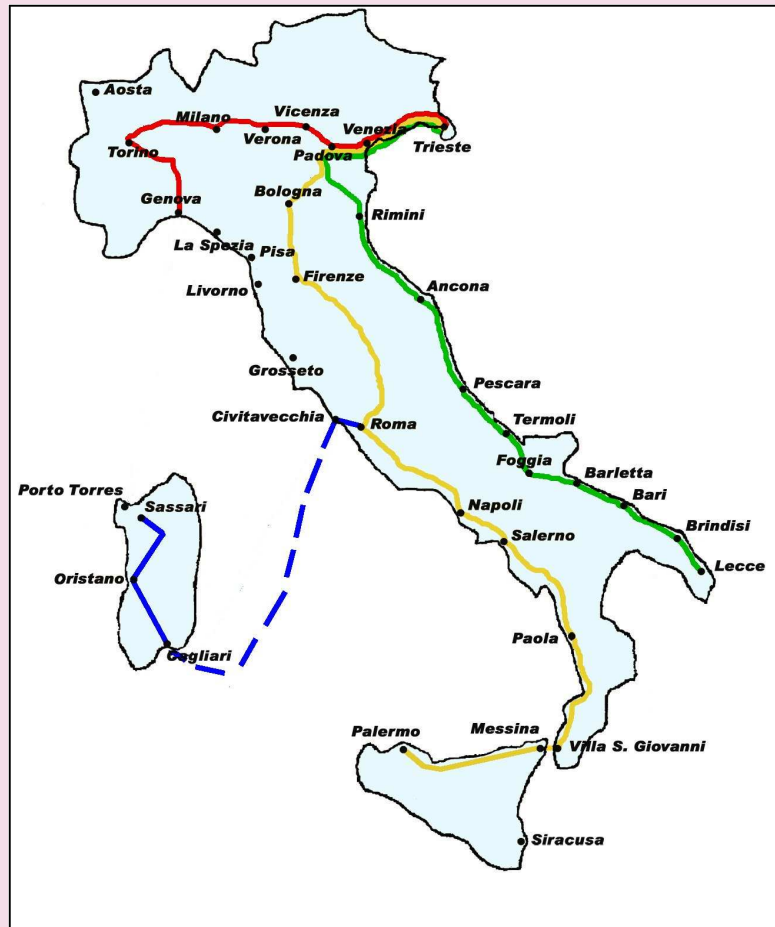 Aosta
Milano
Vicenza
Verona
Venezia
Torino
Padova
Trieste
Genova
Bologna
Rimini
La Spezia
Pisa
Livorno
Firenze
Ancona
Grosseto
Pescara
Civitavecchia
Roma
Termoli
Foggia
Barletta
Porto Torres
Sassari
Napoli
Bari
Salerno
Brindisi
Oristano
Lecce
Paola
Cagliari
Palermo
Messina
Villa S. Giovanni
Siracusa